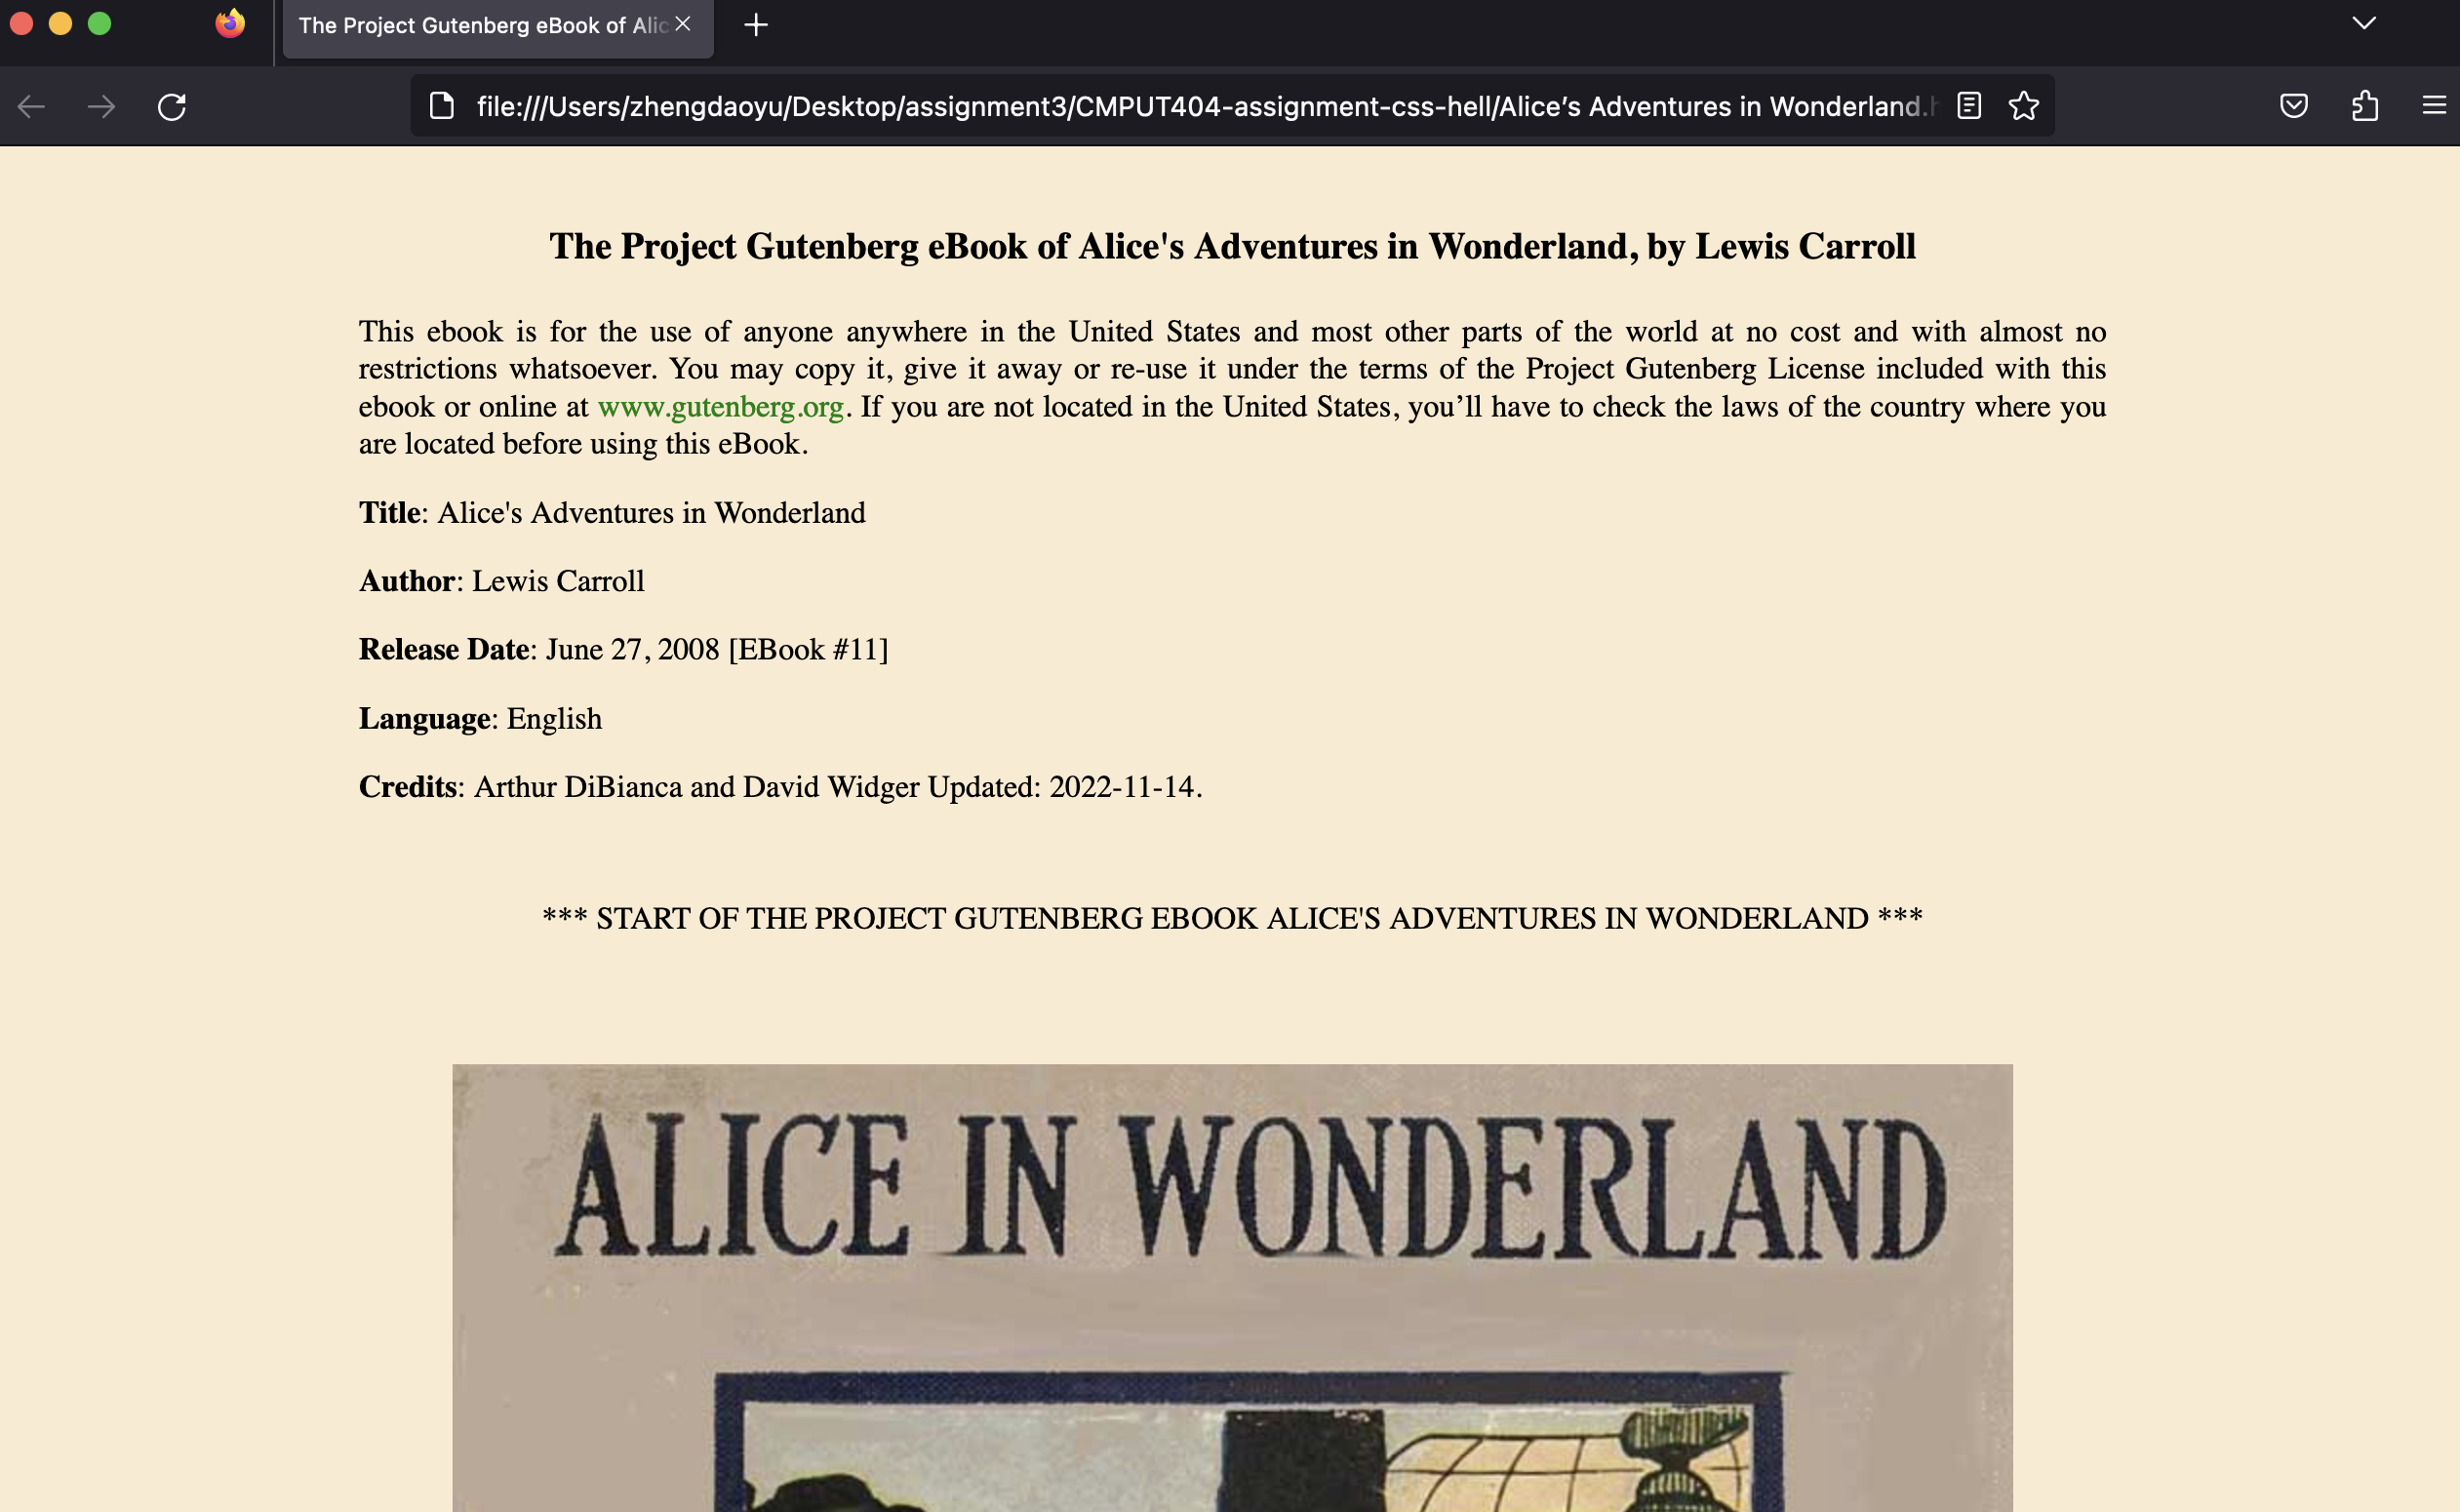 The Project Gutenberg eBook of Alic
file:///Users/zhengdaoyu/Desktop/assignment3/CMPUT404-assignment-css-hell/Alice’s Adventures in Wonderland.h
The Project Gutenberg eBook of Alice's Adventures in Wonderland, by Lewis Carroll
This ebook is for the use of anyone anywhere in the United States and most other parts of the world at no cost and with almost no
restrictions whatsoever. You may copy it, give it away or re-use it under the terms of the Project Gutenberg License included with this
ebook or online at www.gutenberg.org. If you are not located in the United States, you’ll have to check the laws of the country where you
are located before using this eBook.
Title: Alice's Adventures in Wonderland
Author: Lewis Carroll
Release Date: June 27, 2008 [EBook #11]
Language: English
Credits: Arthur DiBianca and David Widger Updated: 2022-11-14.
*** START OF THE PROJECT GUTENBERG EBOOK ALICE'S ADVENTURES IN WONDERLAND ***
ALICE IN WONDERLAND